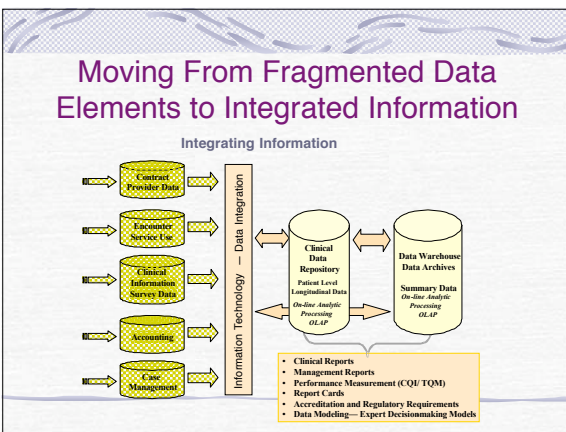 Moving From Fragmented Data
Elements to Integrated Information
Integrating Information
Contract
Provider Data
Encounter
Service Use
Clinical
Information
Survey Data
Accounting
Case
Management
Information Technology — Data Integration
Clinical
Data
Repository
Patient Level
Longitudinal Data
On-line Analytic
Processing
OLAP
Data Warehouse
Data Archives
Summary Data
On-line Analytic
Processing
OLAP
• Clinical Reports
• Management Reports
• Performance Measurement (CQI/ TQM)
• Report Cards
• Accreditation and Regulatory Requirements
• Data Modeling— Expert Decisionmaking Models